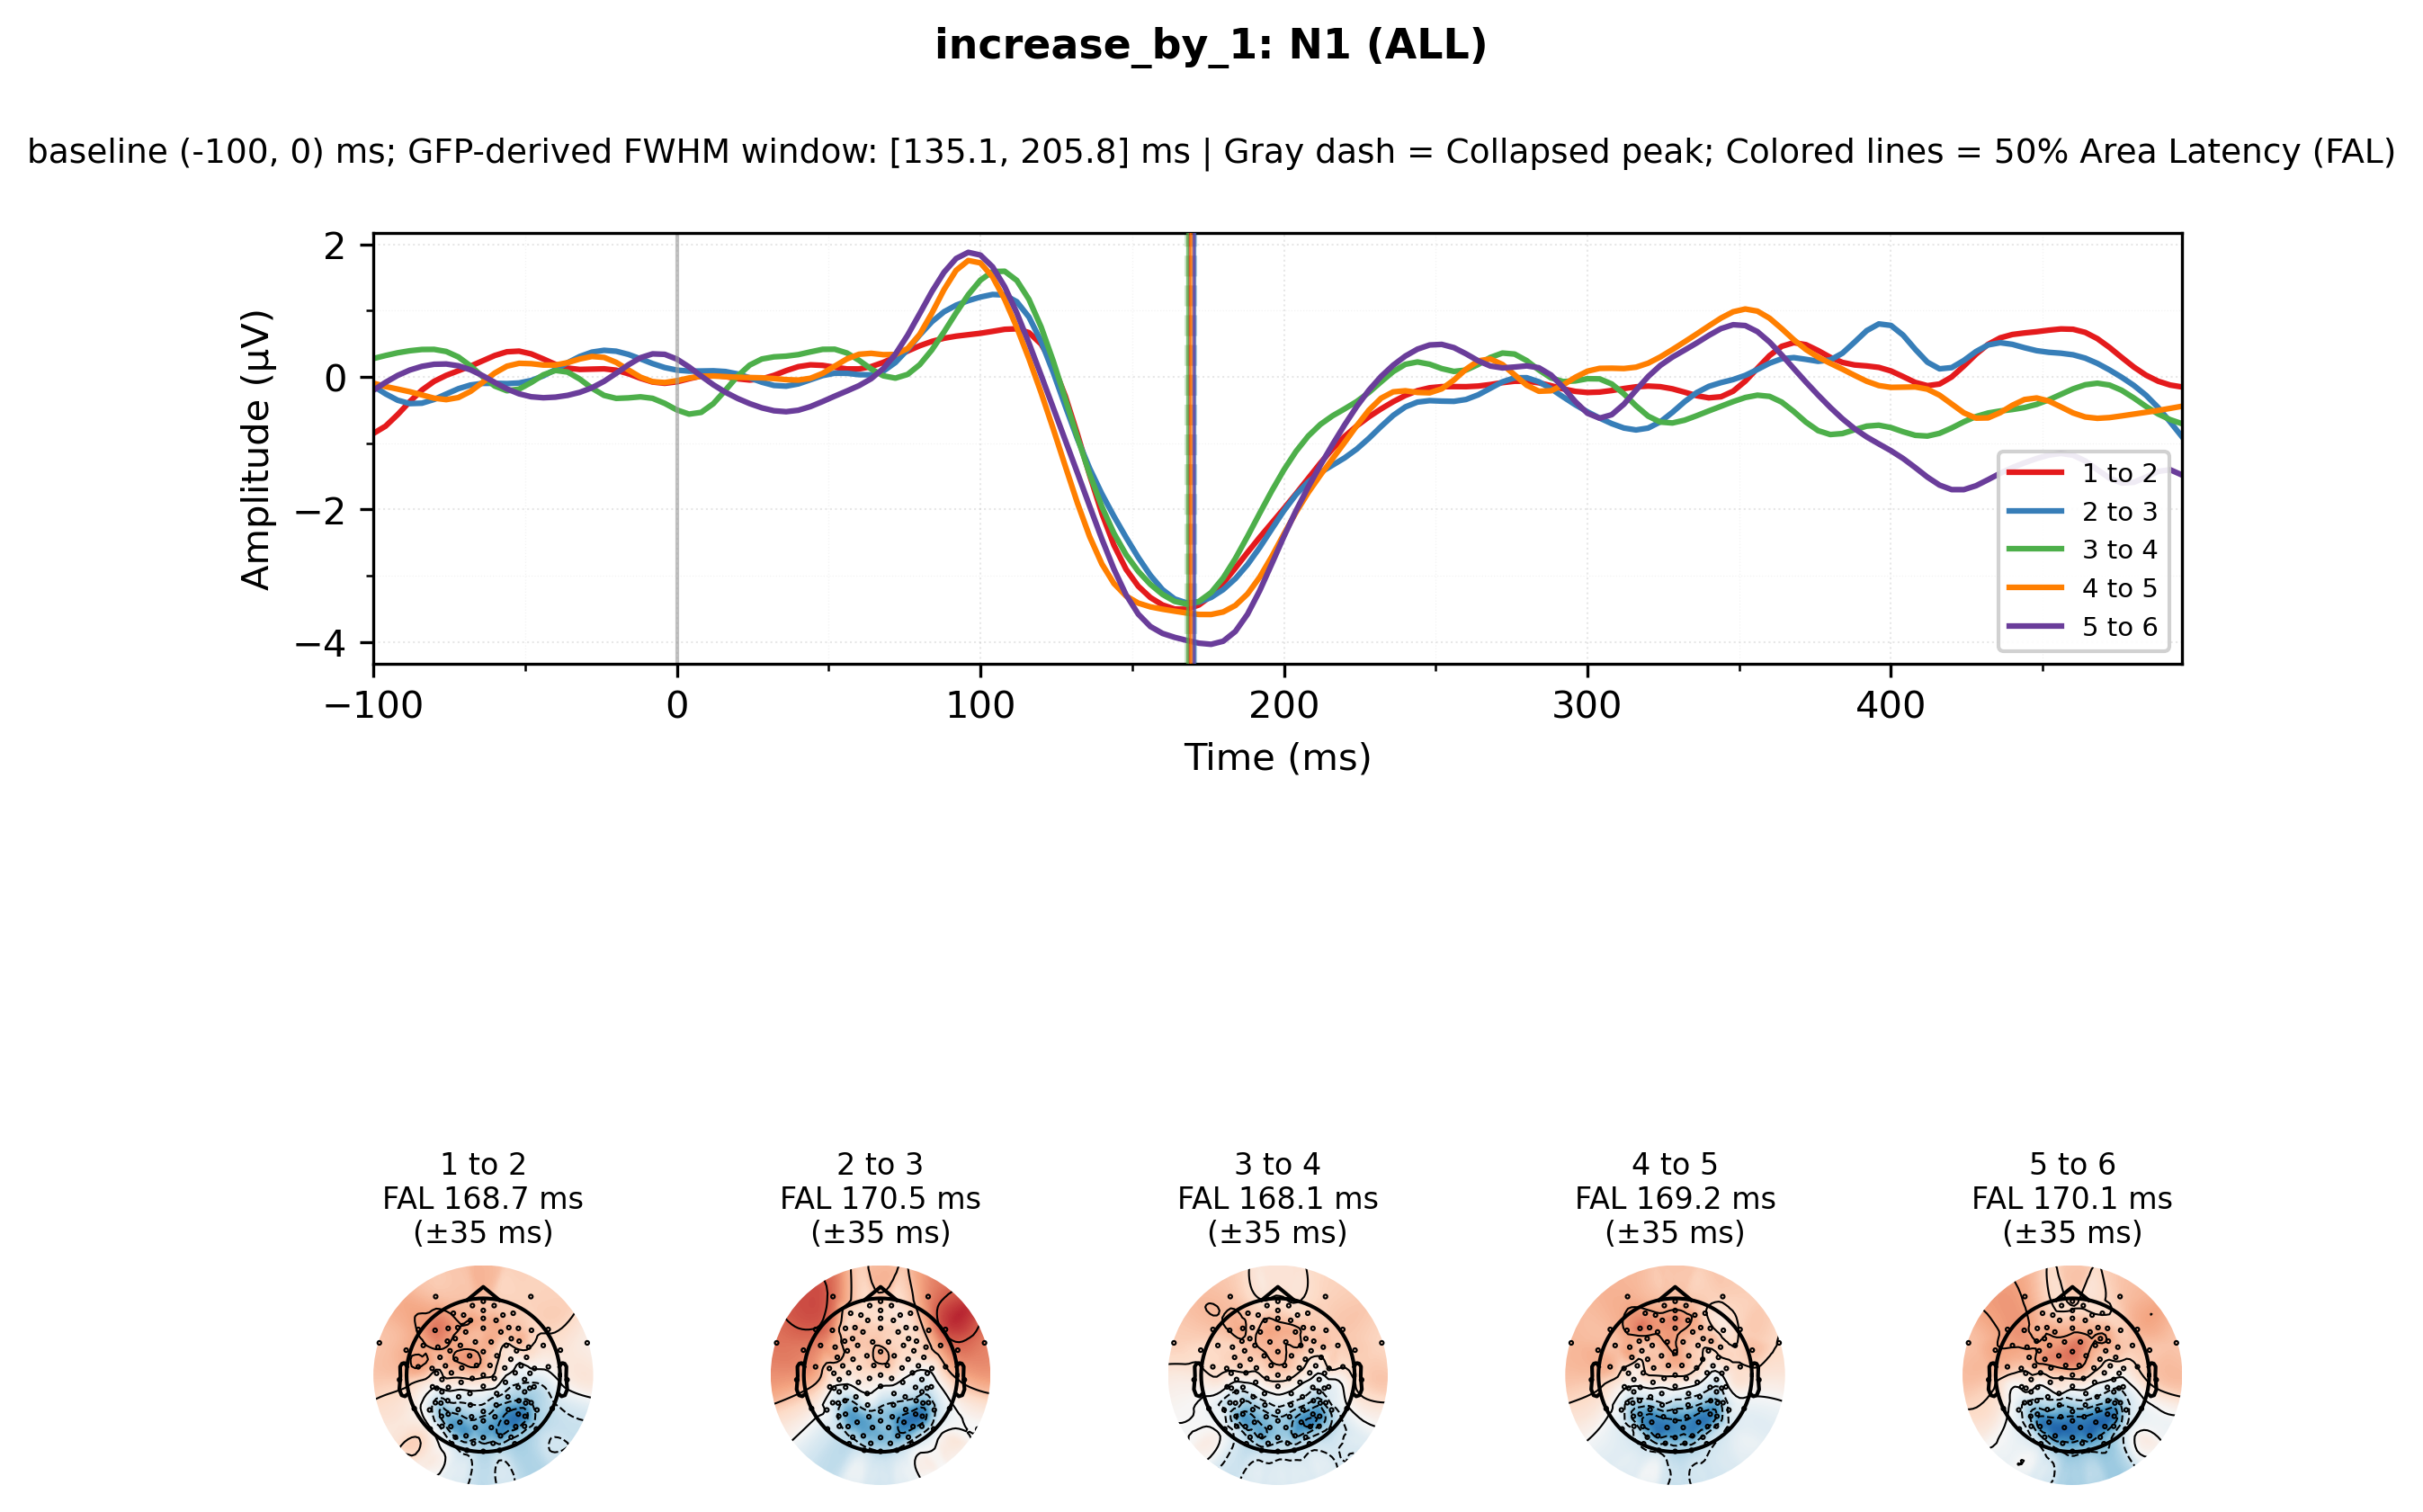 increase_by_1: N1 (ALL)
baseline (-100, 0) ms; GFP-derived FWHM window: [135.1, 205.8] ms | Gray dash = Collapsed peak; Colored lines = 50% Area Latency (FAL)
2
0
−2
−4
Amplitude (µV)
1 to 2
2 to 3
3 to 4
4 to 5
5 to 6
−100 0 100 200 300 400
Time (ms)
1 to 2 2 to 3 3 to 4 4 to 5 5 to 6
FAL 168.7 ms FAL 170.5 ms FAL 168.1 ms FAL 169.2 ms FAL 170.1 ms
(±35 ms) (±35 ms) (±35 ms) (±35 ms) (±35 ms)